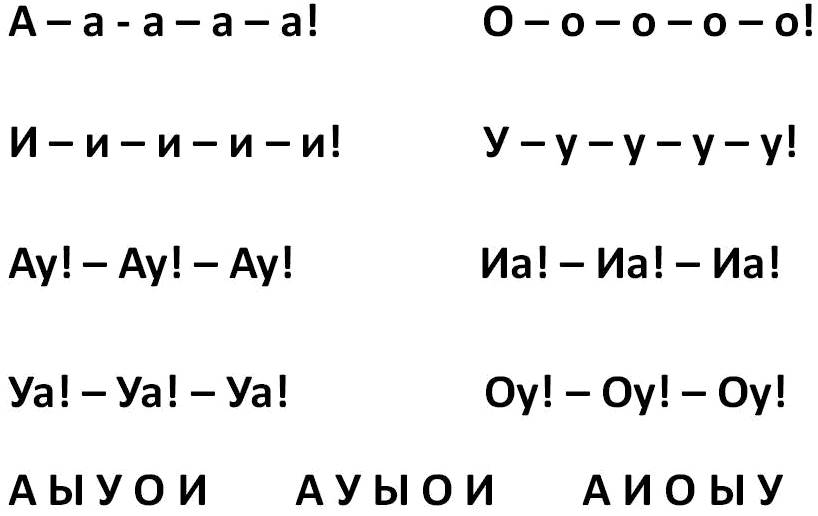 А – а - а – а – а! О – о – о – о – о!
И – и – и – и – и! У – у – у – у – у!
Ау! – Ау! – Ау! Иа! – Иа! – Иа!
Уа! – Уа! – Уа! Оу! – Оу! – Оу!
А Ы У О И А У Ы О И А И О Ы У